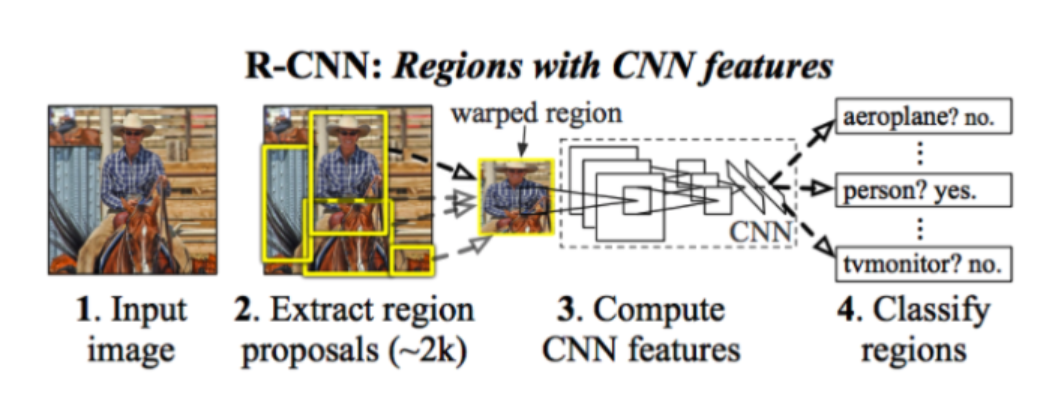 R-CNN: Regions with CNN features
warped region
aeroplane? no.
⋮
person? yes.
⋮
tvmonitor? no.
CNN
1. Input
image
2. Extract region
proposals (~2k)
3. Compute
CNN features
4. Classify
regions